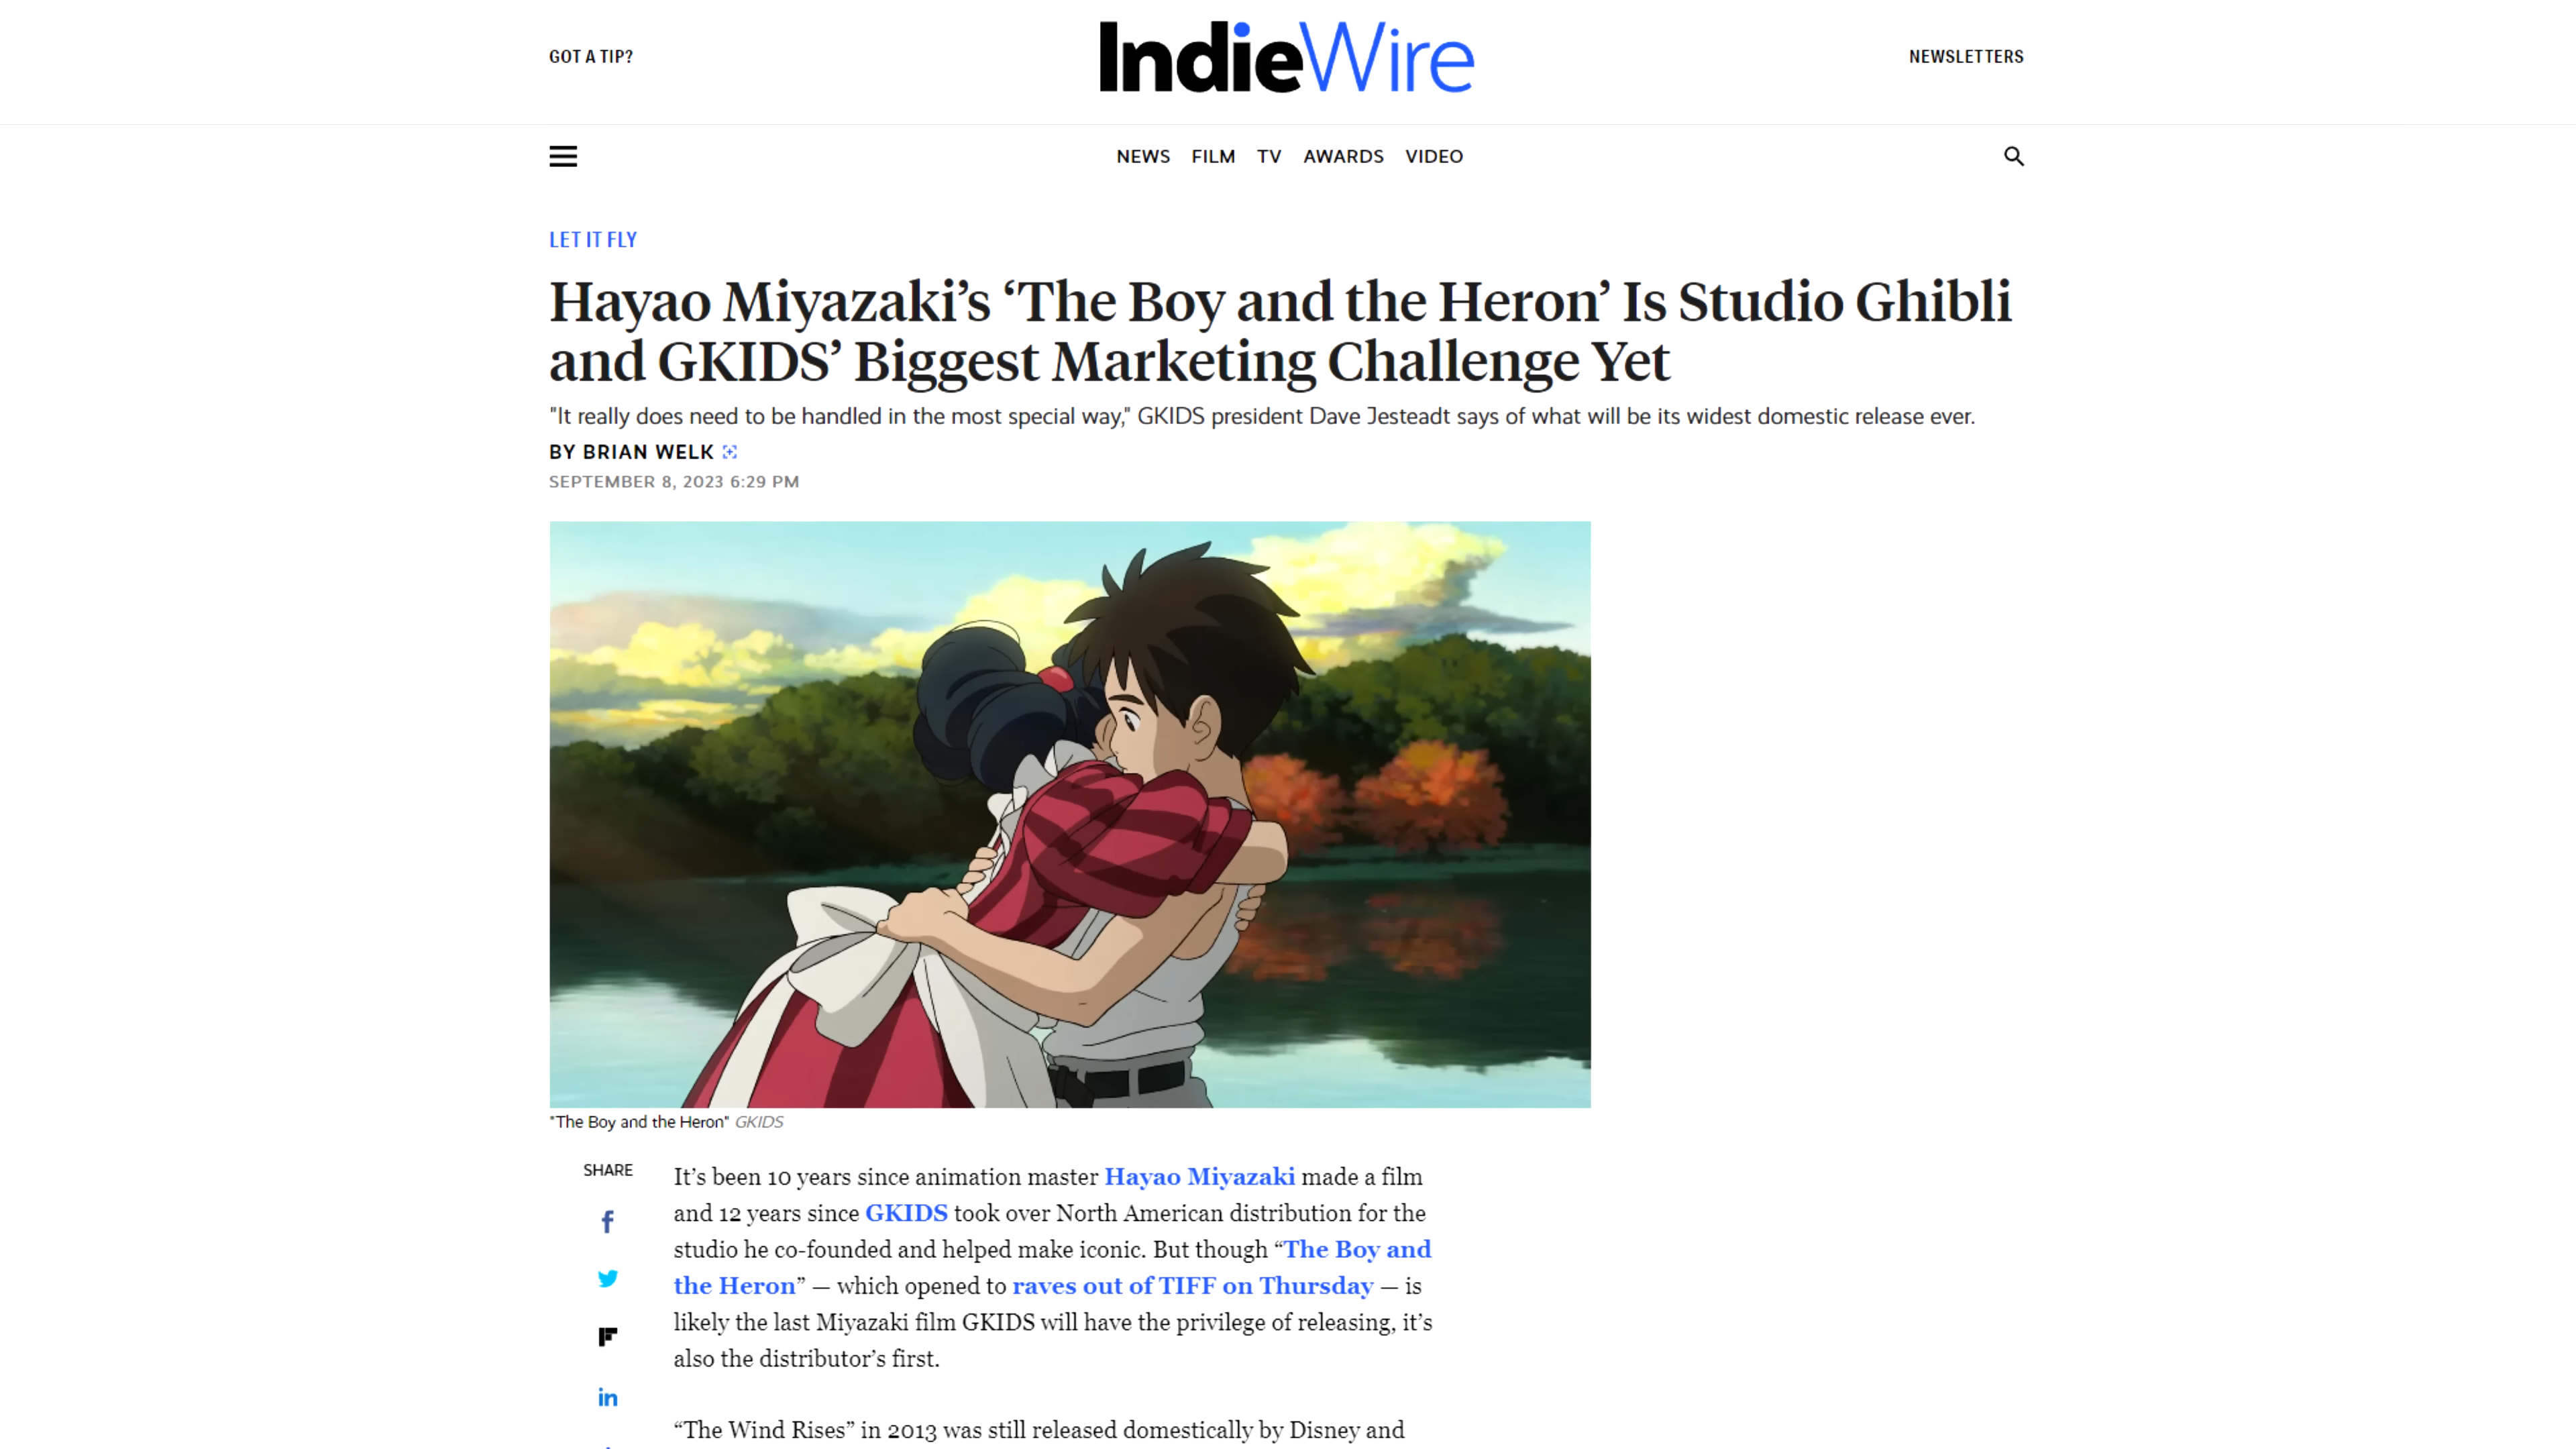 GOT A TIP?
IndieWire
NEWSLETTERS
NEWS FILM TV AWARDS VIDEO
LET IT FLY
Hayao Miyazaki’s ‘The Boy and the Heron’ Is Studio Ghibli
and GKIDS’ Biggest Marketing Challenge Yet
"It really does need to be handled in the most special way," GKIDS president Dave Jesteadt says of what will be its widest domestic release ever.
BY BRIAN WELK
SEPTEMBER 8, 2023 6:29 PM
"The Boy and the Heron" GKIDS
SHARE
It’s been 10 years since animation master Hayao Miyazaki made a film
and 12 years since GKIDS took over North American distribution for the
studio he co-founded and helped make iconic. But though “The Boy and
the Heron” — which opened to raves out of TIFF on Thursday — is
likely the last Miyazaki film GKIDS will have the privilege of releasing, it’s
also the distributor’s first.
“The Wind Rises” in 2013 was still released domestically by Disney and